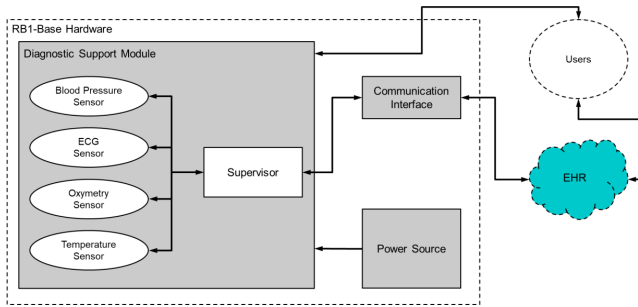 RB1-Base Hardware
Diagnostic Support Module
Blood Pressure
Sensor
ECG
Sensor
Oxymetry
Sensor
Temperature
Sensor
Supervisor
Communication
Interface
Power Source
Users
EHR